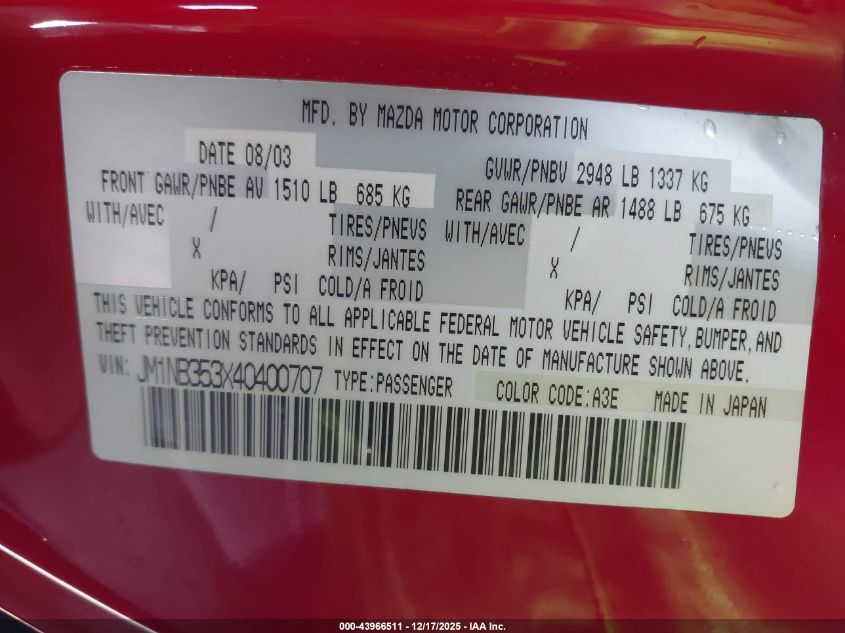 MFD. BY MAZDA MOTOR CORPORATION
DATE 08/03
GVWR/PNBV 2948 LB 1337 KG
FRONT GAWR/PNBE AV 1510 LB 685 KG
REAR GAWR/PNBE AR 1488 LB 675 KG
WITH/AVEC / TIRES/PNEUS WITH/AVEC / TIRES/PNEUS
X RIMS/JANTES X RIMS/JANTES
KPA/ PSI COLD/A FROID KPA/ PSI COLD/A FROID
THIS VEHICLE CONFORMS TO ALL APPLICABLE FEDERAL MOTOR VEHICLE SAFETY, BUMPER, AND
THEFT PREVENTION STANDARDS IN EFFECT ON THE DATE OF MANUFACTURE SHOWN ABOVE.
VIN: JM1NB353X40400707 TYPE:PASSENGER COLOR CODE:A3E MADE IN JAPAN
000-43966511 - 12/17/2025 - IAA Inc.